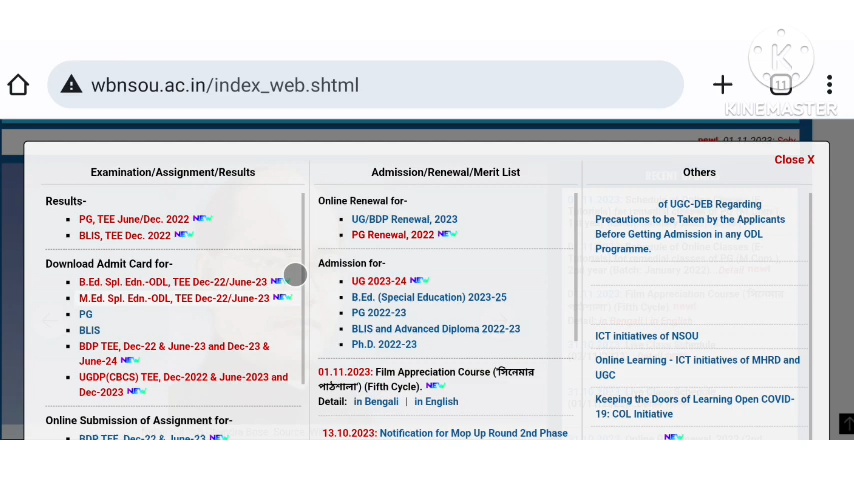 wbnsou.ac.in/index_web.shtml
11
KINEMASTER
Close X
Examination/Assignment/Results
Results-
PG, TEE June/Dec. 2022 NEW
BLIS, TEE Dec. 2022 NEW
Download Admit Card for-
B.Ed. Spl. Edn.-ODL, TEE Dec-22/June-23 NEW
M.Ed. Spl. Edn.-ODL, TEE Dec-22/June-23 NEW
PG
BLIS
BDP TEE, Dec-22 & June-23 and Dec-23 &
June-24 NEW
UGDP(CBCS) TEE, Dec-2022 & June-2023 and
Dec-2023 NEW
Online Submission of Assignment for-
BDP TEE, Dec-22 & June-23 NEW
Admission/Renewal/Merit List
Online Renewal for-
UG/BDP Renewal, 2023
PG Renewal, 2022 NEW
Admission for-
UG 2023-24 NEW
B.Ed. (Special Education) 2023-25
PG 2022-23
BLIS and Advanced Diploma 2022-23
Ph.D. 2022-23
01.11.2023: Film Appreciation Course ('সিনেমার
পাঠশালা') (Fifth Cycle). NEW
Detail: in Bengali | in English
13.10.2023: Notification for Mop Up Round 2nd Phase
Others
of UGC-DEB Regarding
Precautions to be Taken by the Applicants
Before Getting Admission in any ODL
Programme.
ICT initiatives of NSOU
Online Learning - ICT initiatives of MHRD and
UGC
Keeping the Doors of Learning Open COVID-
19: COL Initiative
NEW